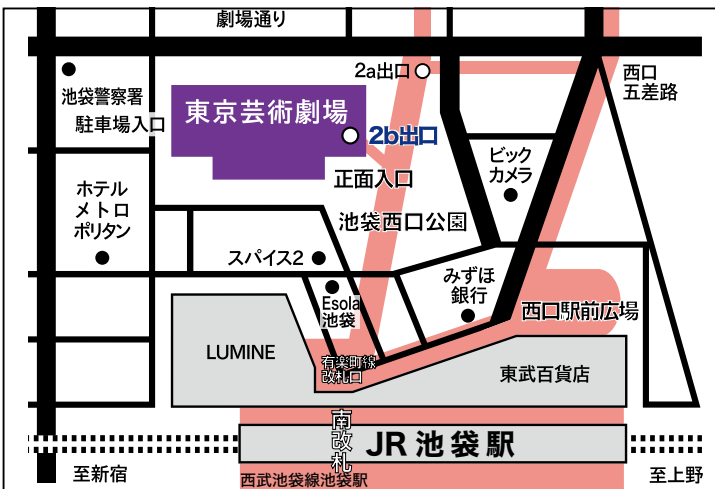 劇場通り
2a出口
西口
五差路
池袋警察署
駐車場入口
東京芸術劇場
2b出口
正面入口
ビック
カメラ
ホテル
メトロ
ポリタン
池袋西口公園
スパイス2
みずほ
銀行
Esola
池袋
西口駅前広場
LUMINE
有楽町線
改札口
東武百貨店
南改札
JR池袋駅
至新宿
西武池袋線池袋駅
至上野